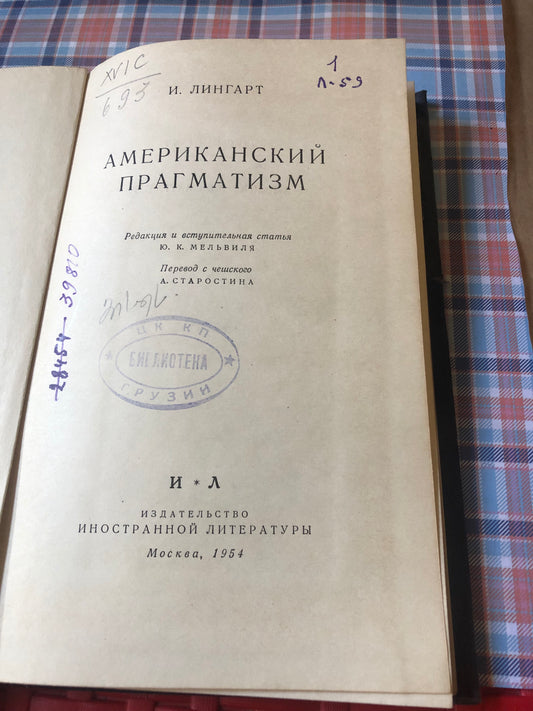 XVIC
693
1
Л-59
И. ЛИНГАРТ
АМЕРИКАНСКИЙ
ПРАГМАТИЗМ
Редакция и вступительная статья
Ю. К. МЕЛЬВИЛЯ
Перевод с чешского
А. СТАРОСТИНА
28454 — 39810
ЦК КП
БИБЛИОТЕКА
ГРУЗИИ
И * Л
ИЗДАТЕЛЬСТВО
ИНОСТРАННОЙ ЛИТЕРАТУРЫ
Москва, 1954